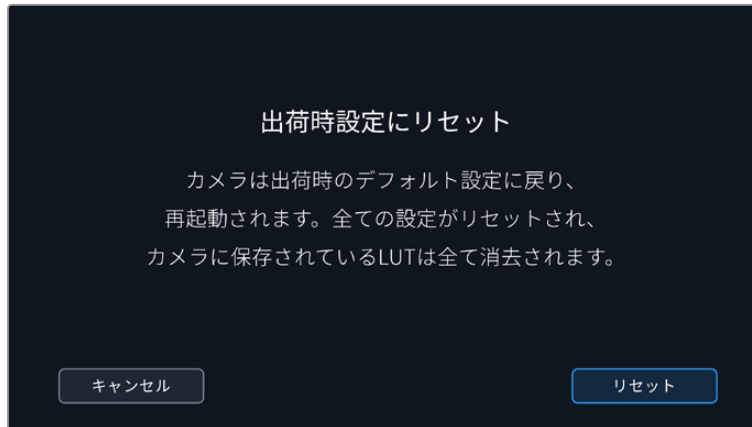 出荷時設定にリセット
カメラは出荷時のデフォルト設定に戻り、
再起動されます。全ての設定がリセットされ、
カメラに保存されているLUTは全て消去されます。
キャンセル
リセット